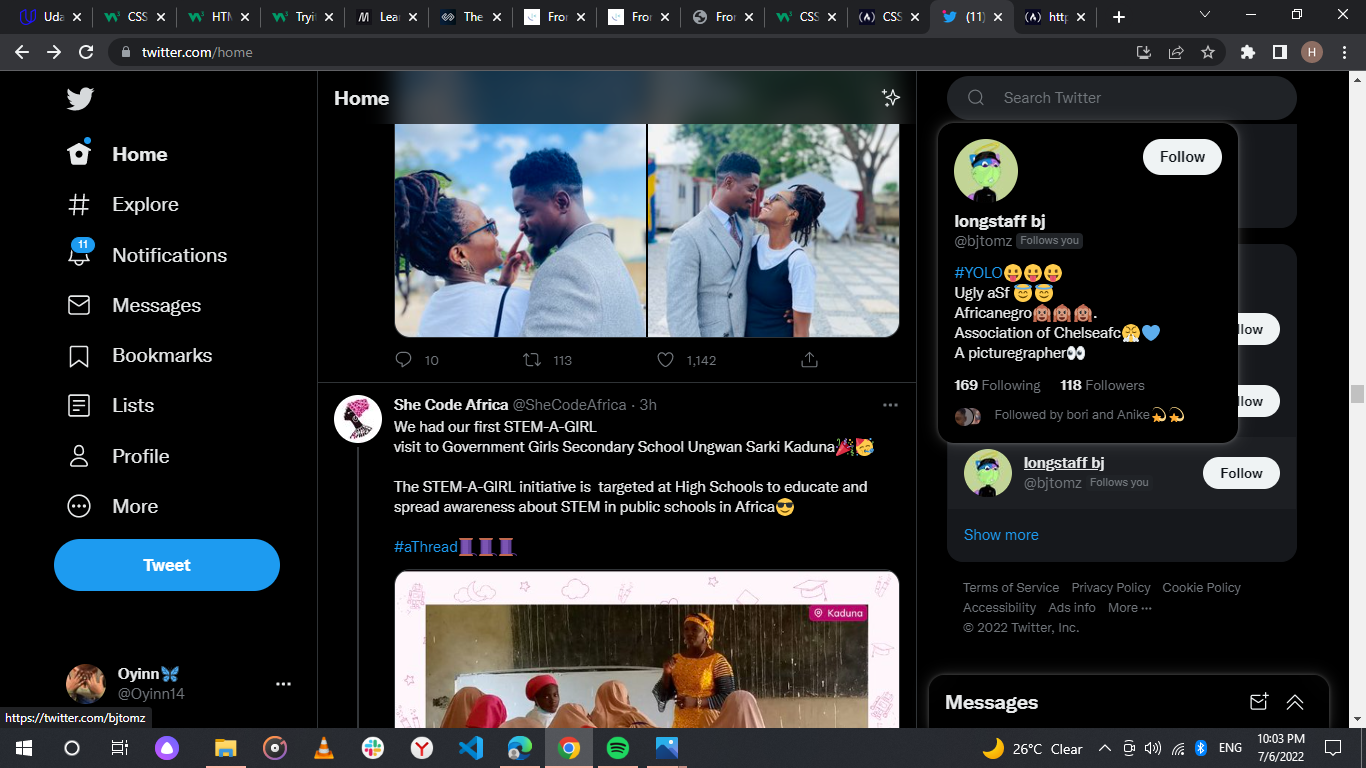 Uda
CSS
HTM
Tryit
Lear
The
Fror
Fror
Fror
CSS
CSS
(11)
http
twitter.com/home
H
Home
Explore
11
Notifications
Messages
Bookmarks
Lists
Profile
More
Tweet
Oyinn🦋
@Oyinn14
https://twitter.com/bjtomz
Home
10 113 1,142
She Code Africa @SheCodeAfrica · 3h
We had our first STEM-A-GIRL
visit to Government Girls Secondary School Ungwan Sarki Kaduna🎉🥳
The STEM-A-GIRL initiative is targeted at High Schools to educate and
spread awareness about STEM in public schools in Africa😎
#aThread🧵🧵🧵
Kaduna
Search Twitter
Follow
longstaff bj
@bjtomz Follows you
#YOLO😛😛😛
Ugly aSf 😇😇
Africanegro🙉🙉🙉.
Association of Chelseafc😤💙
A picturegrapher👀
169 Following 118 Followers
Followed by bori and Anike💫💫
llow
llow
longstaff bj
@bjtomz Follows you
Follow
Show more
Terms of Service Privacy Policy Cookie Policy
Accessibility Ads info More ···
© 2022 Twitter, Inc.
Messages
26°C Clear
ENG
10:03 PM
7/6/2022